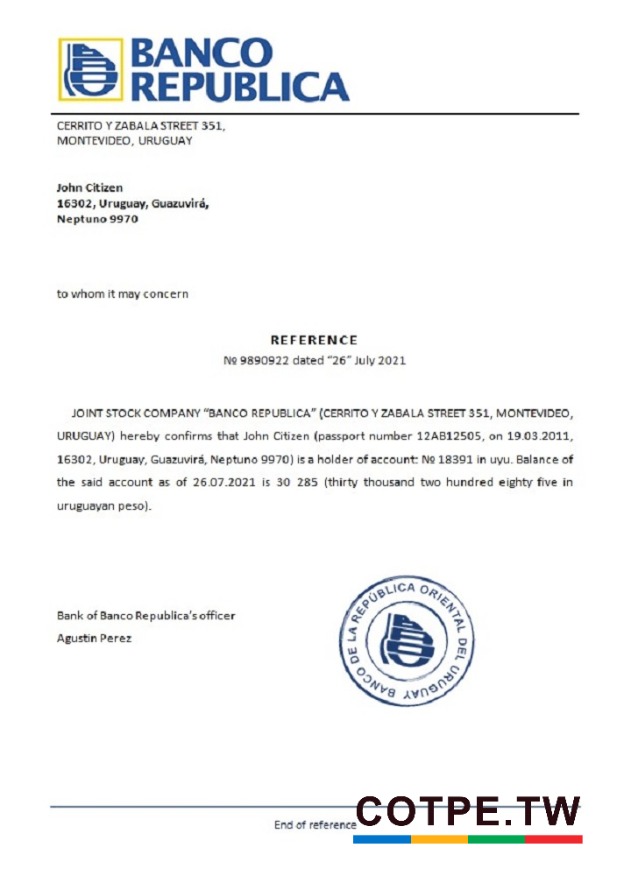 BANCO
REPUBLICA
CERRITO Y ZABALA STREET 351,
MONTEVIDEO, URUGUAY
John Citizen
16302, Uruguay, Guazuvirá,
Neptuno 9970
to whom it may concern
REFERENCE
№ 9890922 dated “26” July 2021
JOINT STOCK COMPANY “BANCO REPUBLICA” (CERRITO Y ZABALA STREET 351, MONTEVIDEO,
URUGUAY) hereby confirms that John Citizen (passport number 12AB12505, on 19.03.2011,
16302, Uruguay, Guazuvirá, Neptuno 9970) is a holder of account: № 18391 in uyu. Balance of
the said account as of 26.07.2021 is 30 285 (thirty thousand two hundred eighty five in
uruguayan peso).
Bank of Banco Republica’s officer
Agustin Perez
BANCO DE LA REPÚBLICA ORIENTAL DEL URUGUAY
End of reference
COTPE.TW